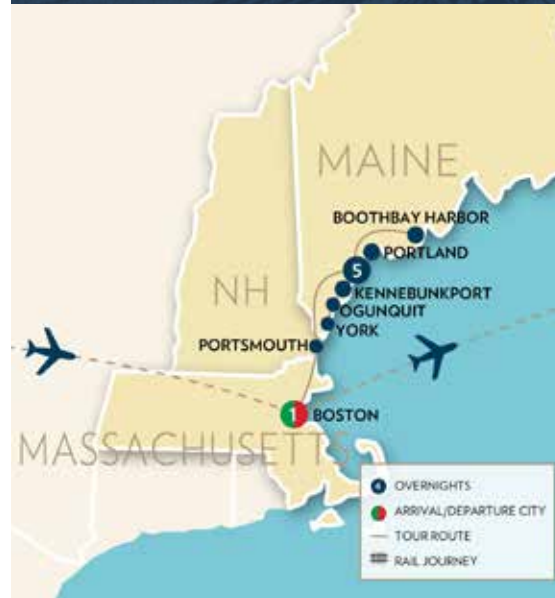 MAINE
BOOTHBAY HARBOR
PORTLAND
5
KENNEBUNKPORT
NH
OGUNQUIT
YORK
PORTSMOUTH
1 BOSTON
MASSACHUSETTS
4 OVERNIGHTS
ARRIVAL/DEPARTURE CITY
TOUR ROUTE
RAIL JOURNEY